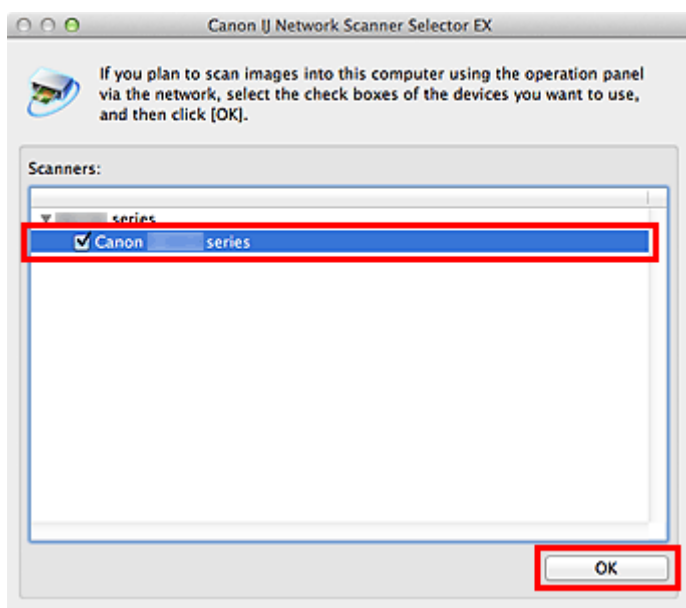 Canon IJ Network Scanner Selector EX
If you plan to scan images into this computer using the operation panel
via the network, select the check boxes of the devices you want to use,
and then click [OK].
Scanners:
series
Canon series
OK